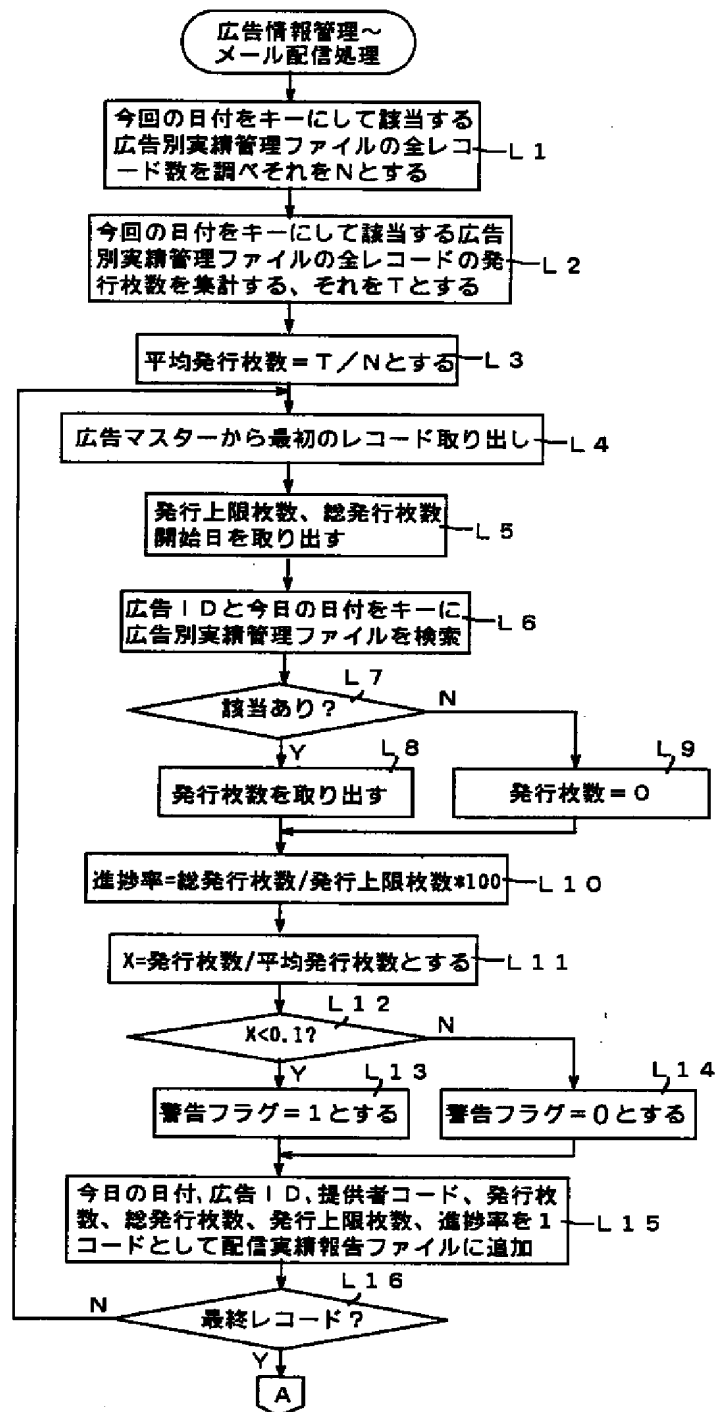 広告情報管理～
メール配信処理
今回の日付をキーにして該当する
広告別実績管理ファイルの全レコ
ード数を調べそれをNとする
L1
今回の日付をキーにして該当する広告
別実績管理ファイルの全レコードの発
行枚数を集計する、それをTとする
L2
平均発行枚数=T/Nとする
L3
広告マスターから最初のレコード取り出し
L4
発行上限枚数、総発行枚数
開始日を取り出す
L5
広告IDと今日の日付をキーに
広告別実績管理ファイルを検索
L6
L7
該当あり?
N
Y
L8
発行枚数を取り出す
L9
発行枚数=0
進捗率=総発行枚数/発行上限枚数*100
L10
X=発行枚数/平均発行枚数とする
L11
L12
X<0.1?
N
Y
L13
警告フラグ=1とする
L14
警告フラグ=0とする
今日の日付,広告ID,提供者コード、発行枚
数、総発行枚数、発行上限枚数、進捗率を1
コードとして配信実績報告ファイルに追加
L15
L16
最終レコード?
N
Y
A